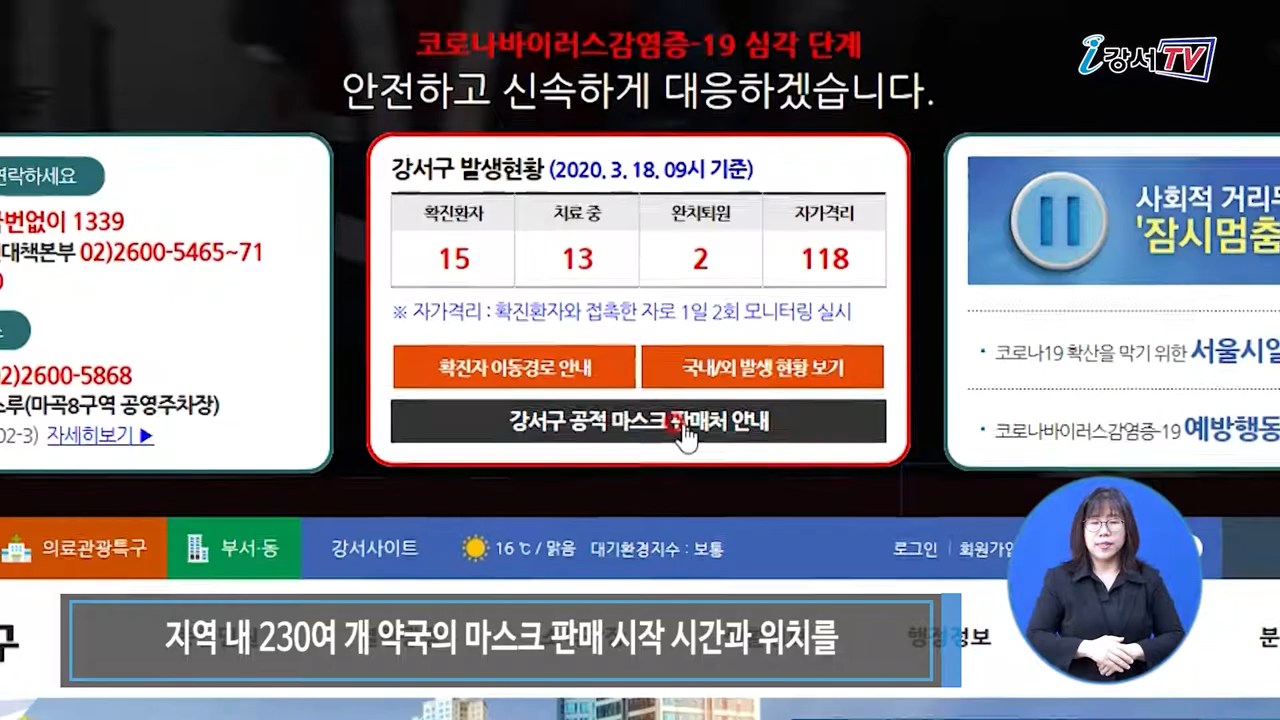 코로나바이러스감염증-19 심각 단계
안전하고 신속하게 대응하겠습니다.
i강서TV
연락하세요
번없이 1339
대책본부 02)2600-5465~71
02)2600-5868
루(마곡8구역 공영주차장)
02-3) 자세히보기 ▶
강서구 발생현황 (2020. 3. 18. 09시 기준)
확진환자 치료 중 완치퇴원 자가격리
15 13 2 118
※ 자가격리 : 확진환자와 접촉한 자로 1일 2회 모니터링 실시
확진자 이동경로 안내 국내/외 발생 현황 보기
강서구 공적 마스크 판매처 안내
사회적 거리두
'잠시멈춤
· 코로나19 확산을 막기 위한 서울시일
· 코로나바이러스감염증-19 예방행동
의료관광특구 부서·동 강서사이트 16℃ / 맑음 대기환경지수 : 보통 로그인 회원가입
구 행정정보 분
지역 내 230여 개 약국의 마스크 판매 시작 시간과 위치를